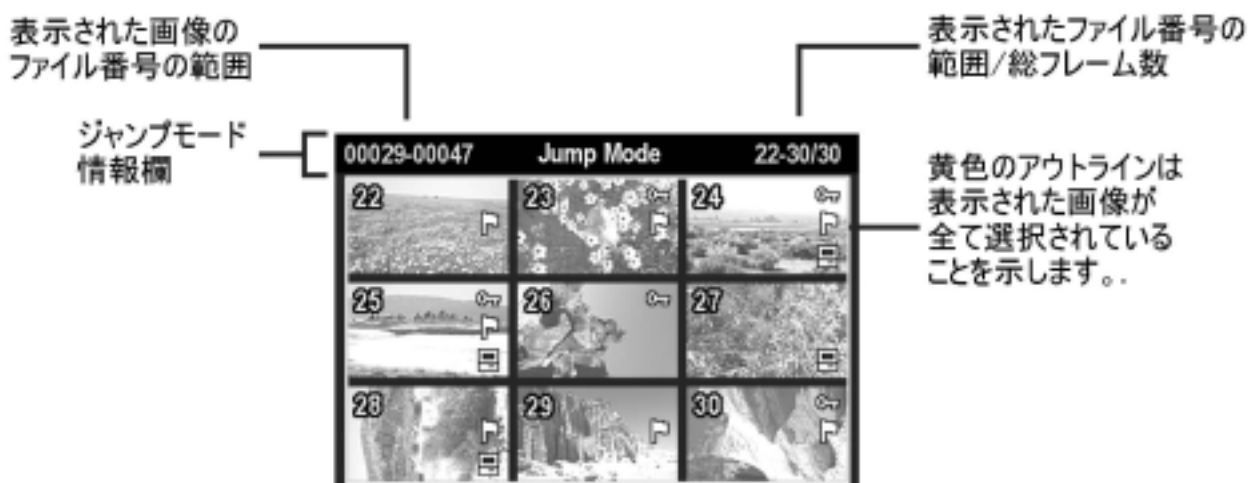 表示された画像の
ファイル番号の範囲
表示されたファイル番号の
範囲/総フレーム数
ジャンプモード
情報欄
00029-00047 Jump Mode 22-30/30
黄色のアウトラインは
表示された画像が
全て選択されている
ことを示します。.
22 23 24
25 26 27
28 29 30